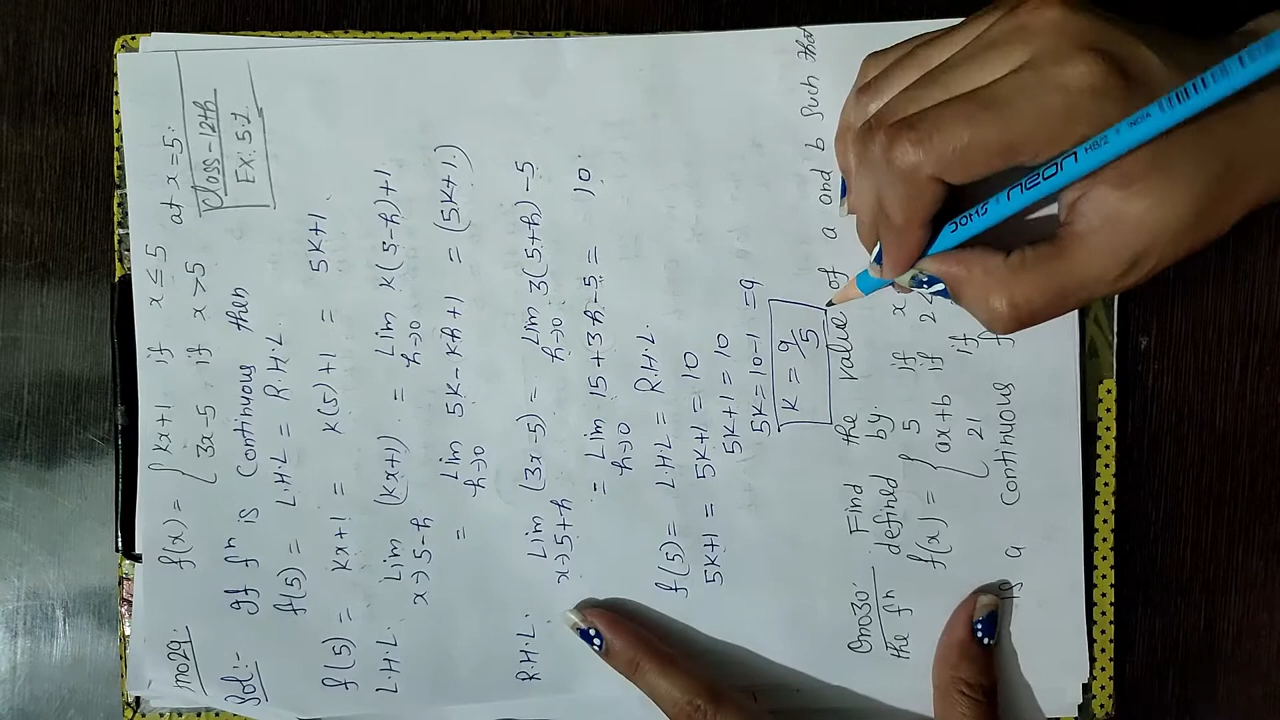 no29. f(x) = { kx+1 if x ≤ 5
3x-5 if x > 5 at x=5.
Class-12th
EX: 5.1
Sol:- If fⁿ is Continuous then
f(5) = L.H.L = R.H.L.
f(5) = kx+1 = k(5)+1 = 5k+1.
L.H.L. Lim (kx+1). = Lim k(5-h)+1
x→5-h h→0
= Lim 5k-kh+1 = (5k+1.)
h→0
R.H.L. Lim (3x-5) = Lim 3(5+h)-5
x→5+h h→0
= Lim 15+3h-5 = 10.
h→0
f(5) = L.H.L = R.H.L.
5k+1 = 5k+1 = 10
5k+1 = 10
5k = 10-1 = 9
k = 9/5
Qno30. Find the value of a and b such that
the fⁿ defined by.
f(x) = { 5 if x
ax+b if 2
21 if
is a Continuous f
DOMS neon HB/2 INDIA